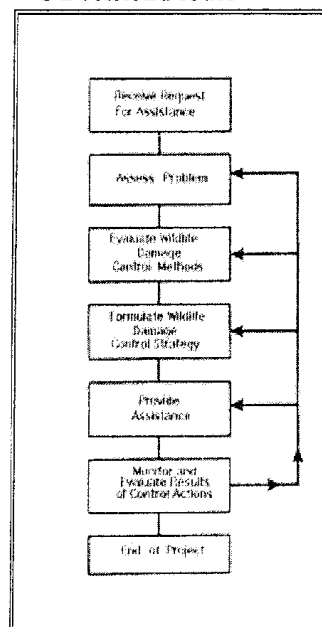 Receive Request
For Assistance
Assess Problem
Evaluate Wildlife
Damage
Control Methods
Formulate Wildlife
Damage
Control Strategy
Provide
Assistance
Monitor and
Evaluate Results
of Control Actions
End of Project